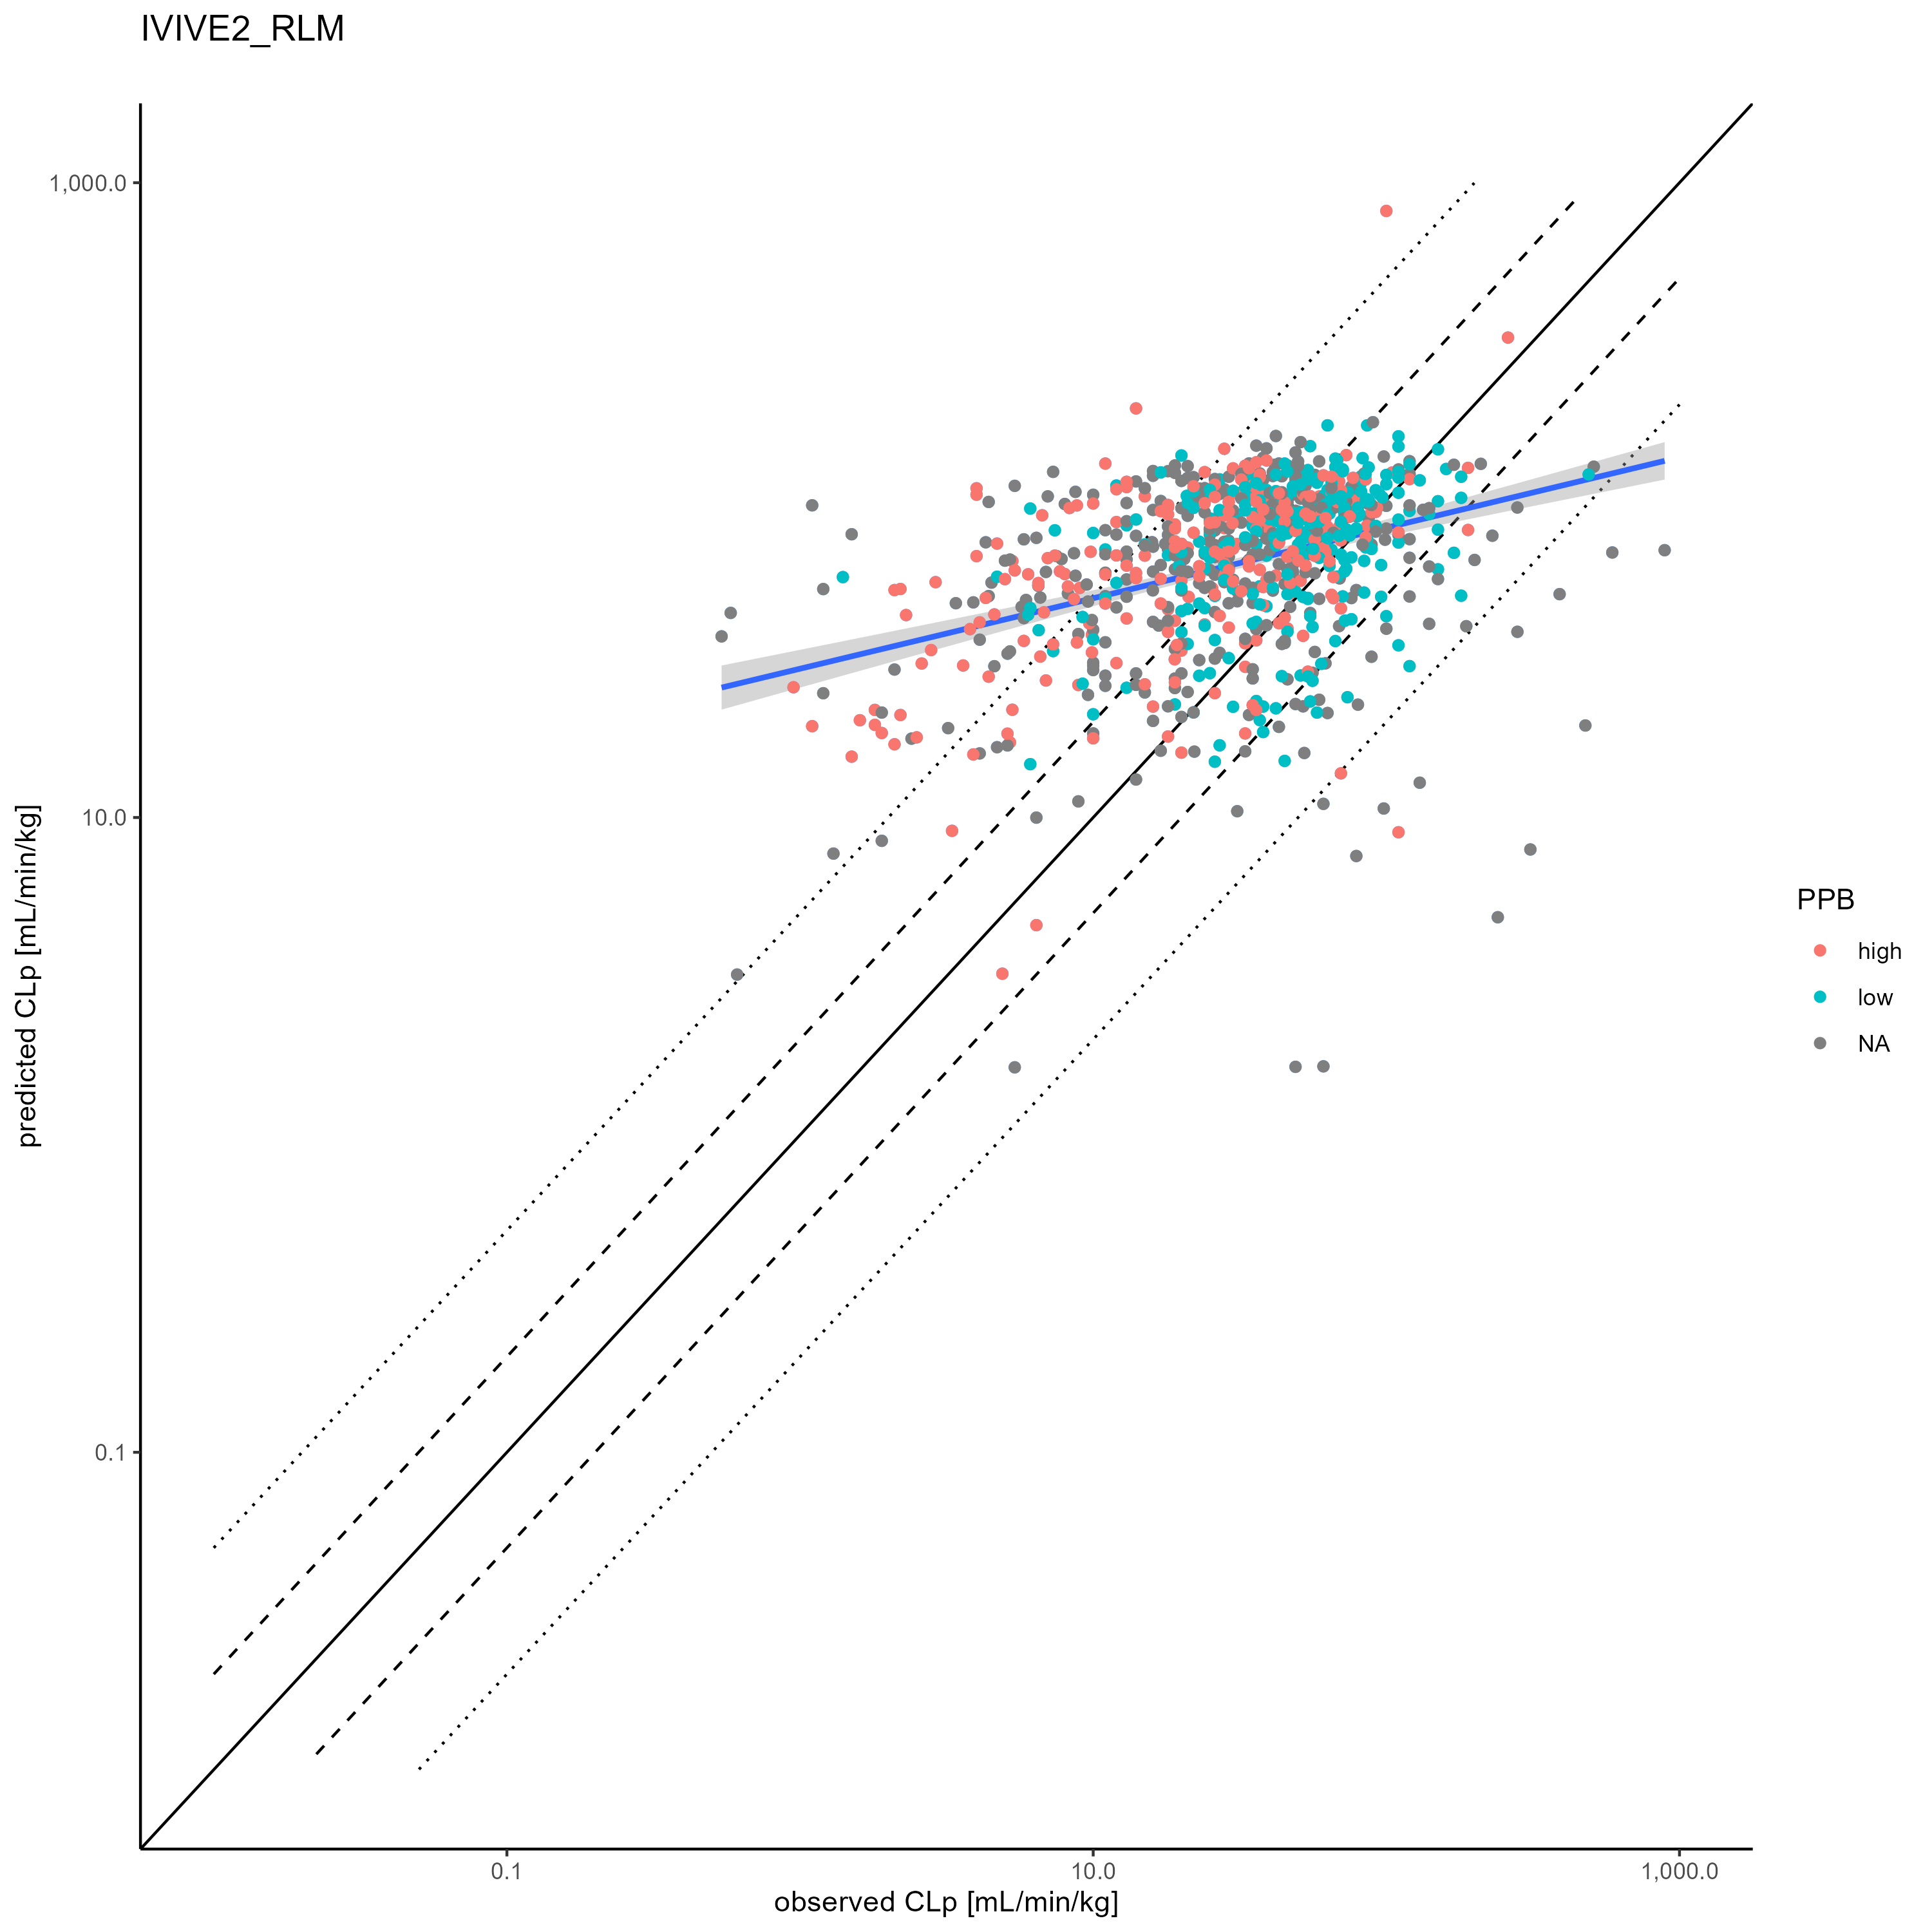 IVIVE2_RLM
1,000.0
10.0
0.1
predicted CLp [mL/min/kg]
0.1
10.0
1,000.0
observed CLp [mL/min/kg]
PPB
high
low
NA